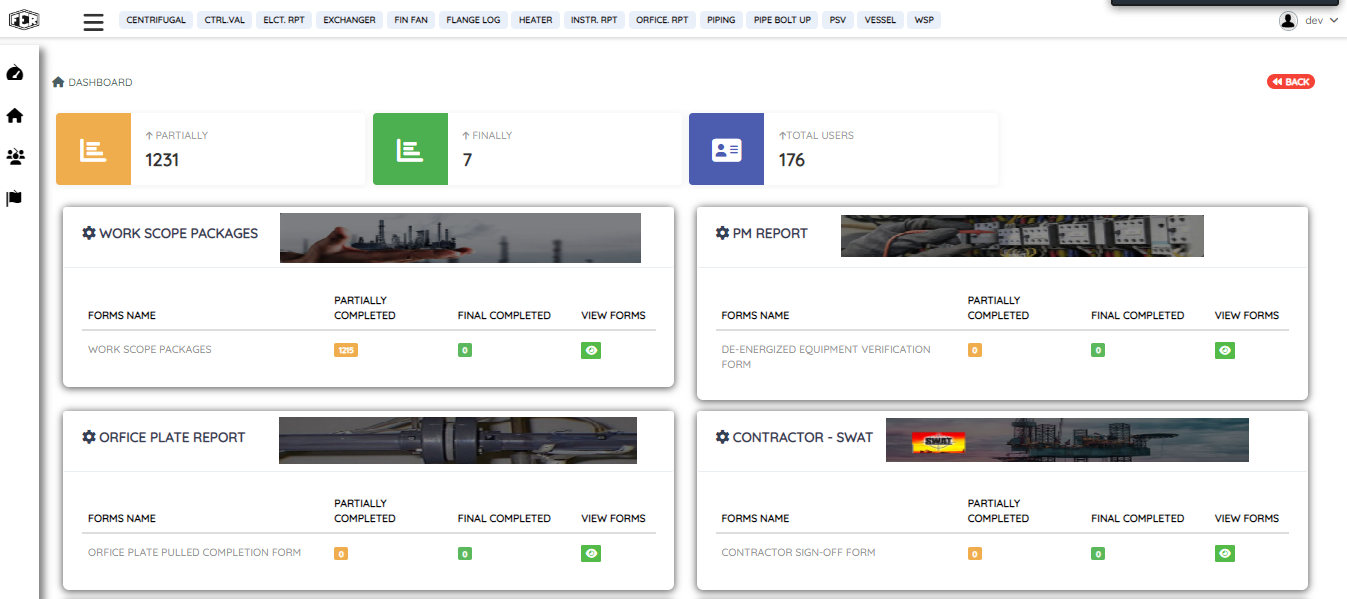 FER
CENTRIFUGAL CTRL.VAL ELCT. RPT EXCHANGER FIN FAN FLANGE LOG HEATER INSTR. RPT ORFICE. RPT PIPING PIPE BOLT UP PSV VESSEL WSP
dev
DASHBOARD
BACK
PARTIALLY
1231
FINALLY
7
TOTAL USERS
176
WORK SCOPE PACKAGES
FORMS NAME PARTIALLY COMPLETED FINAL COMPLETED VIEW FORMS
WORK SCOPE PACKAGES 1215 0
PM REPORT
FORMS NAME PARTIALLY COMPLETED FINAL COMPLETED VIEW FORMS
DE-ENERGIZED EQUIPMENT VERIFICATION
FORM
0 0
ORFICE PLATE REPORT
FORMS NAME PARTIALLY COMPLETED FINAL COMPLETED VIEW FORMS
ORFICE PLATE PULLED COMPLETION FORM 0 0
CONTRACTOR - SWAT
SWAT
FORMS NAME PARTIALLY COMPLETED FINAL COMPLETED VIEW FORMS
CONTRACTOR SIGN-OFF FORM 0 0